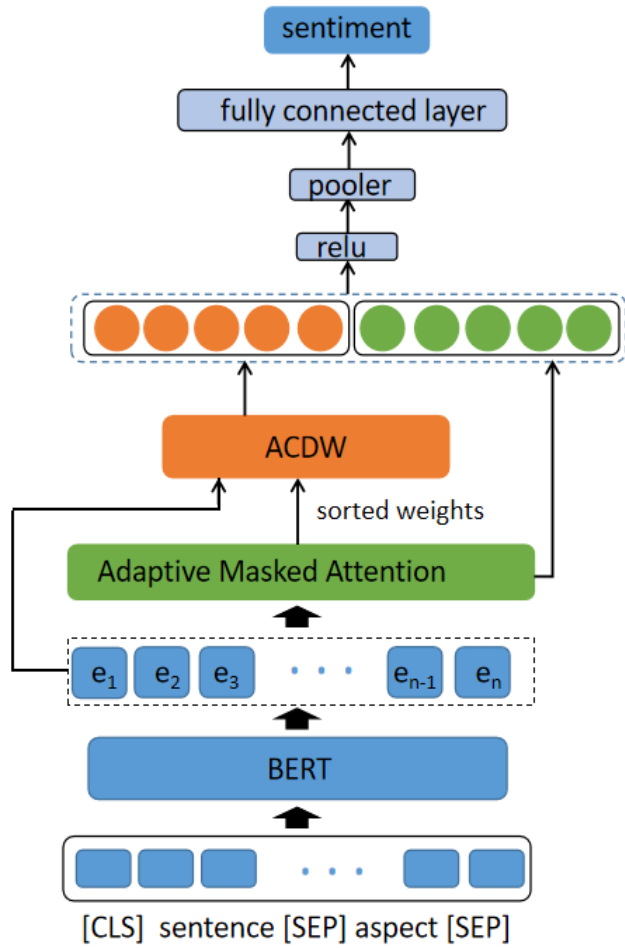 sentiment
fully connected layer
pooler
relu
ACDW
sorted weights
Adaptive Masked Attention
e1 e2 e3 · · · en-1 en
BERT
· · ·
[CLS] sentence [SEP] aspect [SEP]